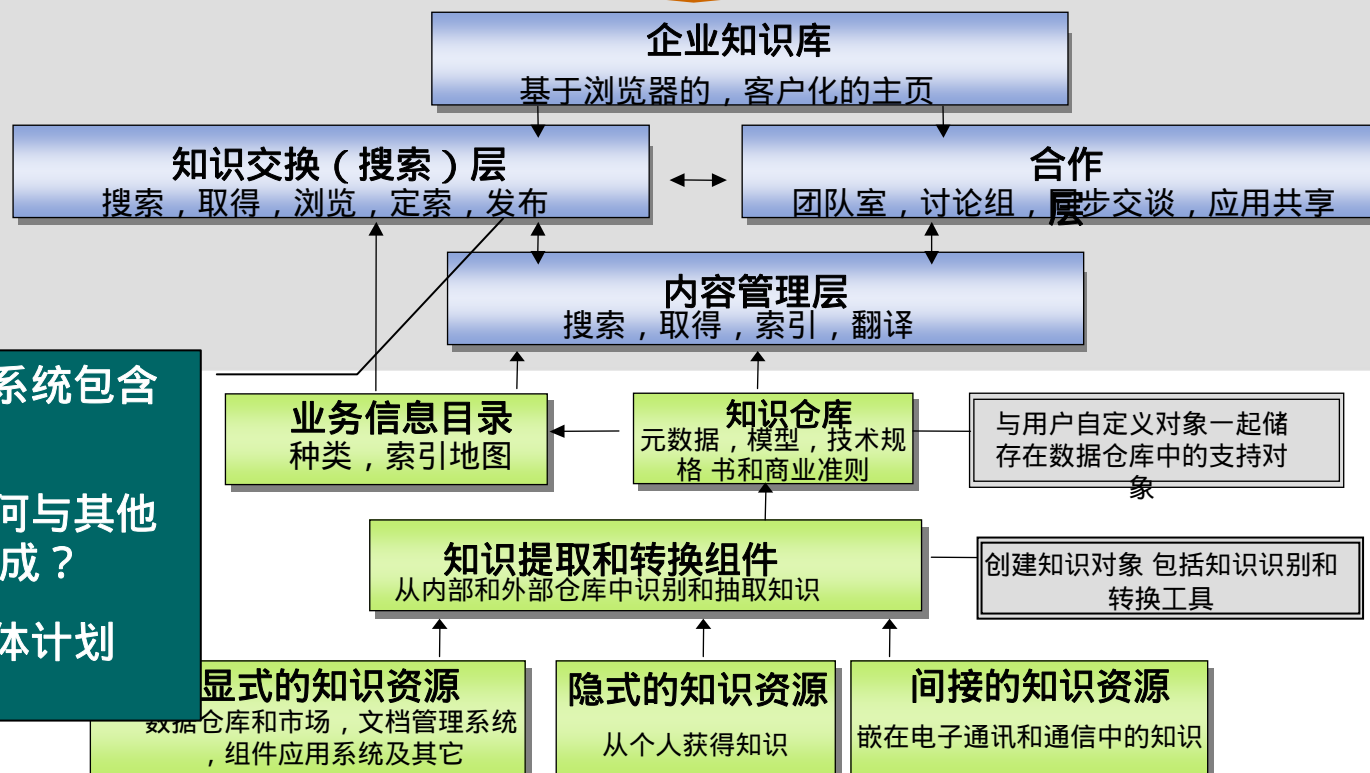 企业知识库
基于浏览器的，客户化的主页
知识交换（搜索）层
搜索，取得，浏览，定索，发布
合作
层
团队室，讨论组，同步交谈，应用共享
内容管理层
搜索，取得，索引，翻译
系统包含
何与其他
成？
体计划
业务信息目录
种类，索引地图
知识仓库
元数据，模型，技术规
格 书和商业准则
与用户自定义对象一起储
存在数据仓库中的支持对
象
知识提取和转换组件
从内部和外部仓库中识别和抽取知识
创建知识对象 包括知识识别和
转换工具
显式的知识资源
数据仓库和市场，文档管理系统
，组件应用系统及其它
隐式的知识资源
从个人获得知识
间接的知识资源
嵌在电子通讯和通信中的知识